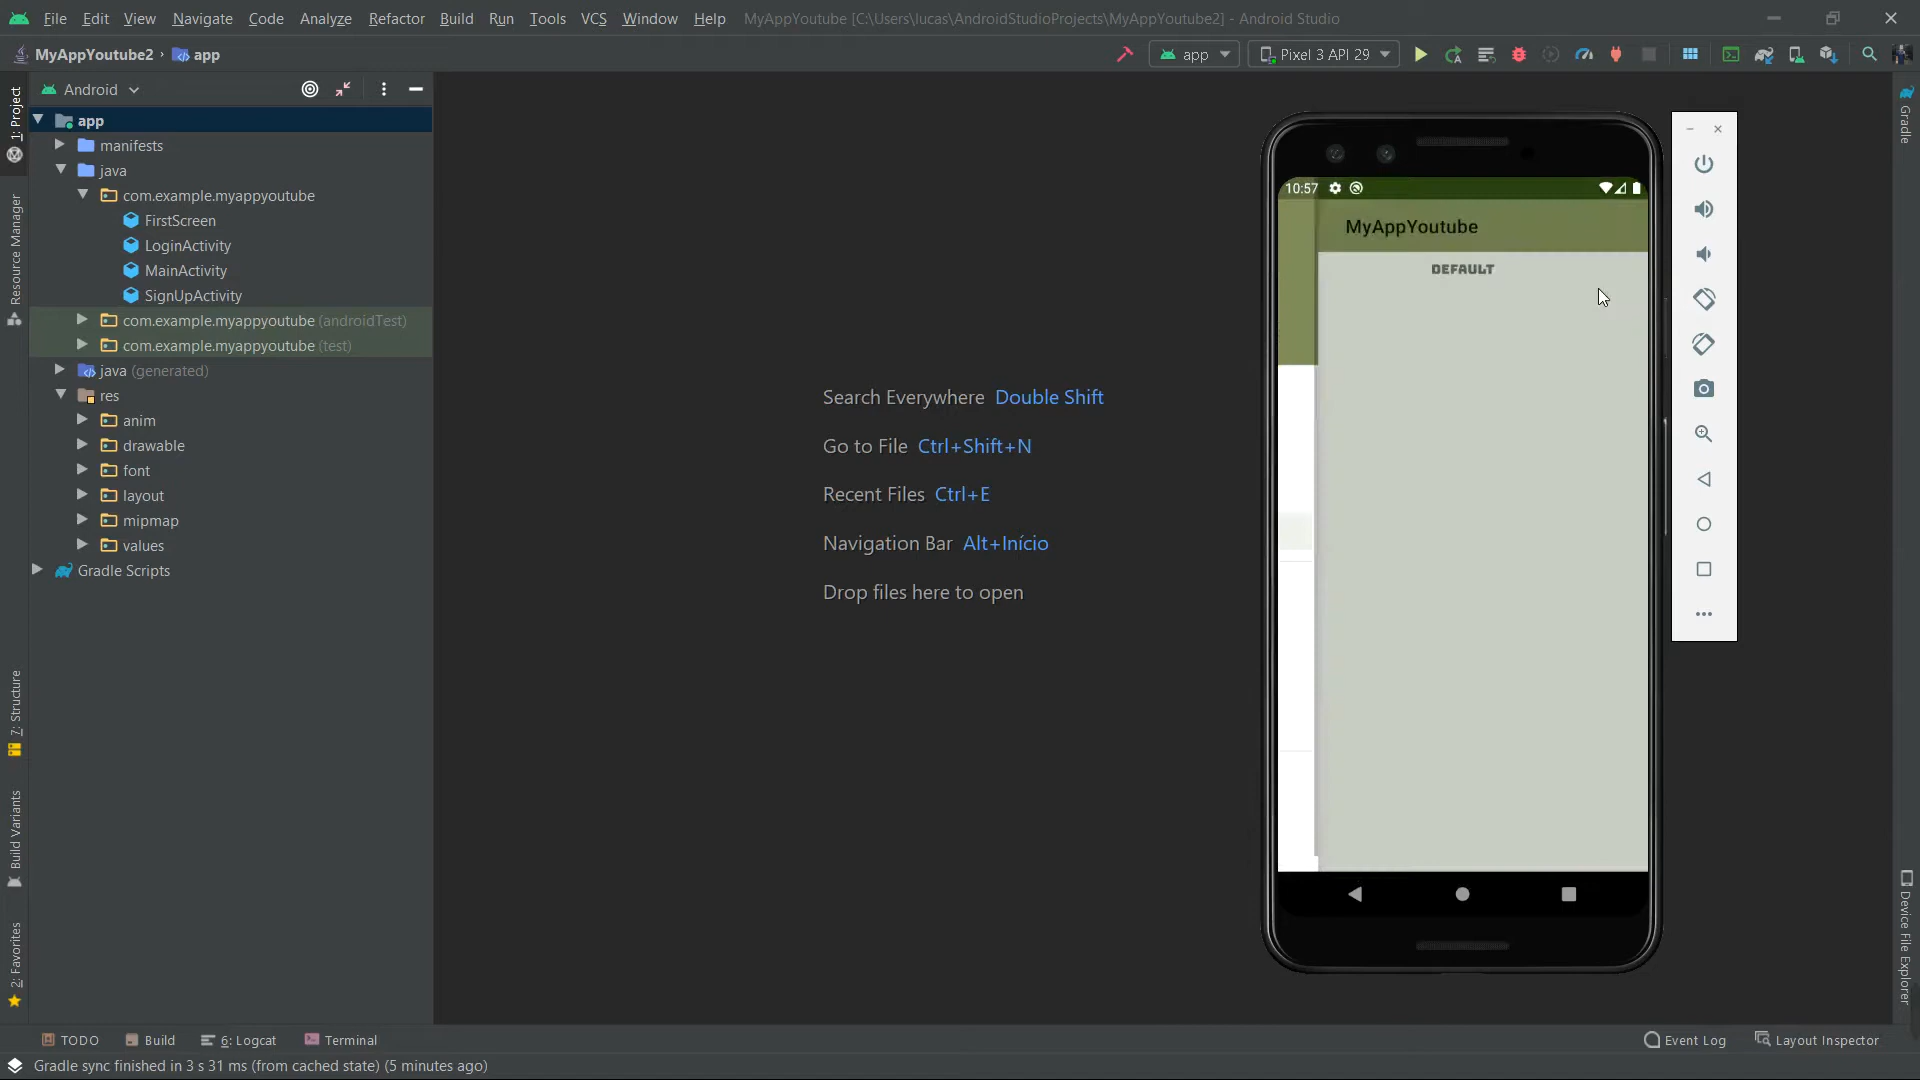 File Edit View Navigate Code Analyze Refactor Build Run Tools VCS Window Help MyAppYoutube [C:\Users\lucas\AndroidStudioProjects\MyAppYoutube2] - Android Studio
MyAppYoutube2 app
app Pixel 3 API 29
Android
1: Project
Resource Manager
7: Structure
Build Variants
2: Favorites
app
manifests
java
com.example.myappyoutube
FirstScreen
LoginActivity
MainActivity
SignUpActivity
com.example.myappyoutube (androidTest)
com.example.myappyoutube (test)
java (generated)
res
anim
drawable
font
layout
mipmap
values
Gradle Scripts
Search Everywhere Double Shift
Go to File Ctrl+Shift+N
Recent Files Ctrl+E
Navigation Bar Alt+Início
Drop files here to open
10:57
MyAppYoutube
DEFAULT
Gradle
Device File Explorer
TODO Build 6: Logcat Terminal
Event Log Layout Inspector
Gradle sync finished in 3 s 31 ms (from cached state) (5 minutes ago)